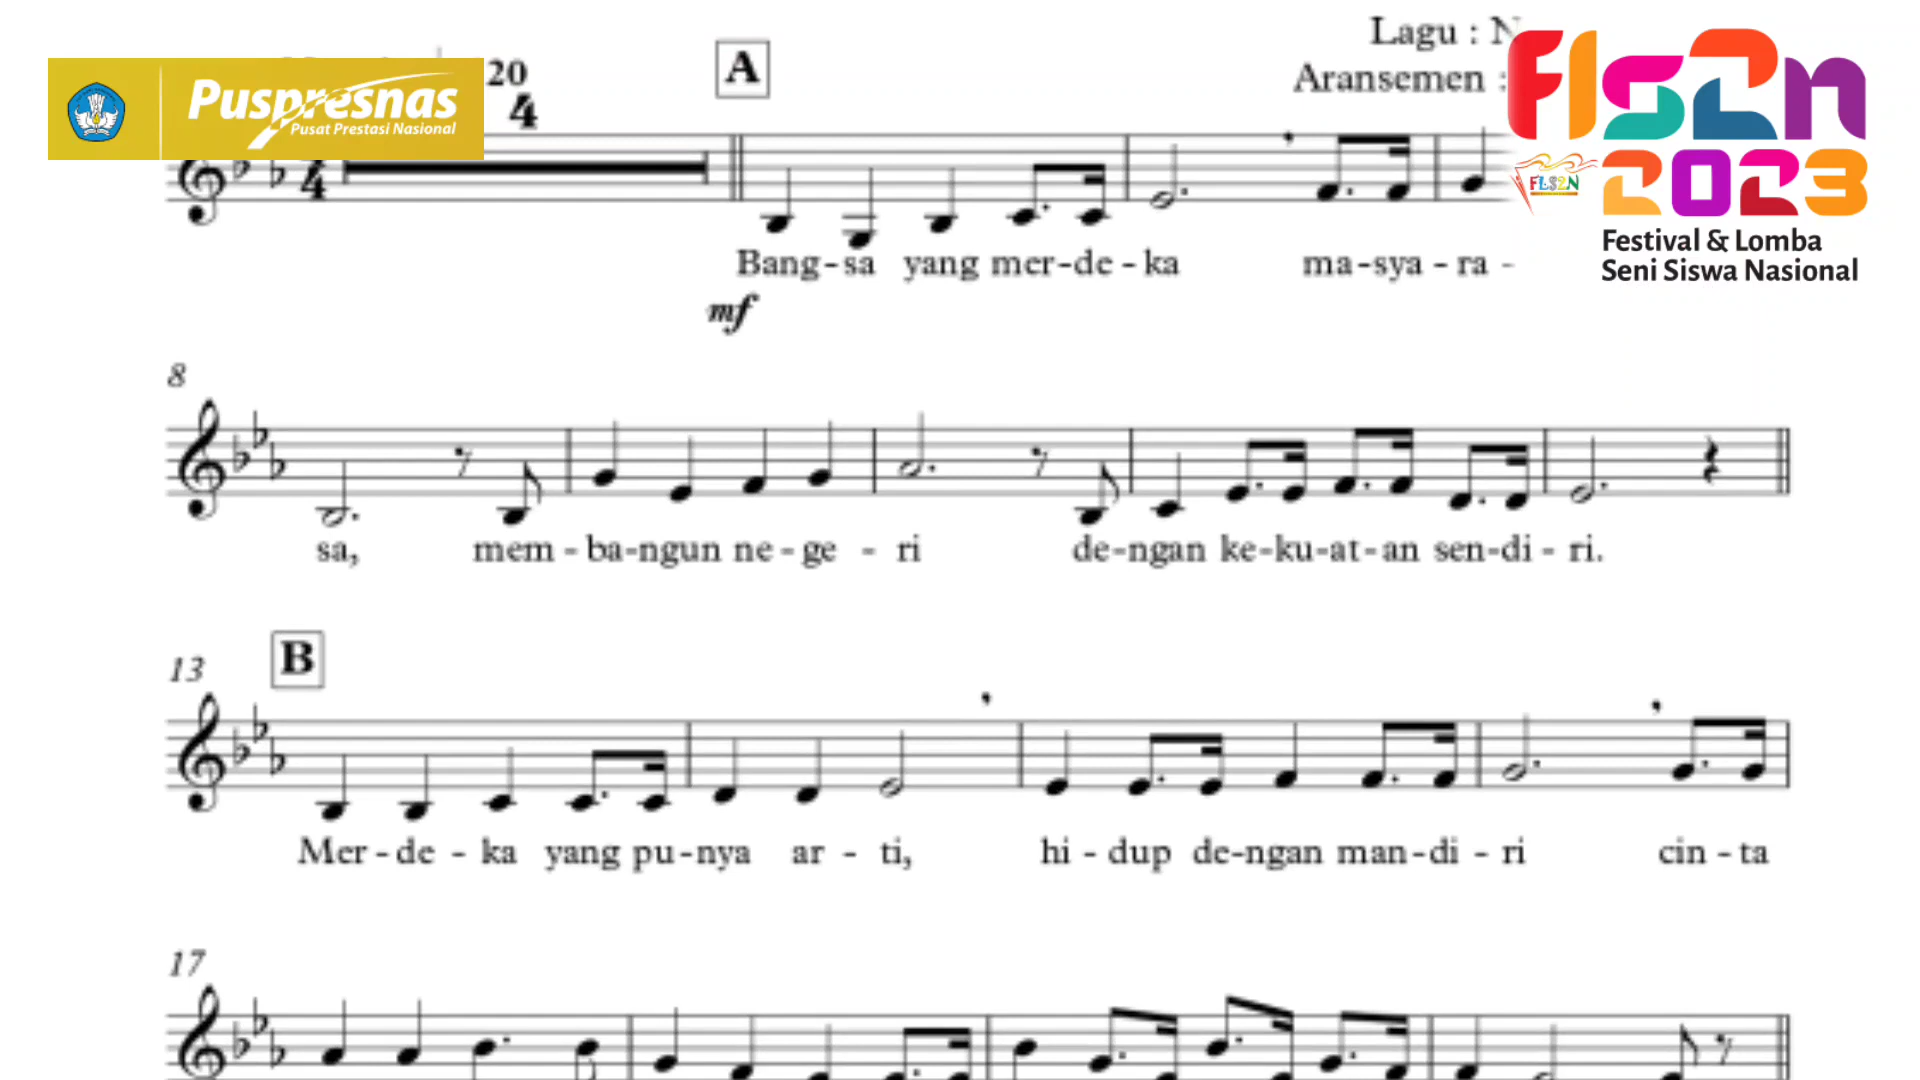 Lagu : N
Aransemen :
20
4
A
Puspresnas
Pusat Prestasi Nasional
fls2n
2023
FLS2N
Festival & Lomba
Seni Siswa Nasional
4
Bang-sa yang mer-de-ka ma-sya-ra-
mf
8
sa, mem-ba-ngun ne-ge-ri de-ngan ke-ku-at-an sen-di-ri.
B
13
Mer-de-ka yang pu-nya ar-ti, hi-dup de-ngan man-di-ri cin-ta
17